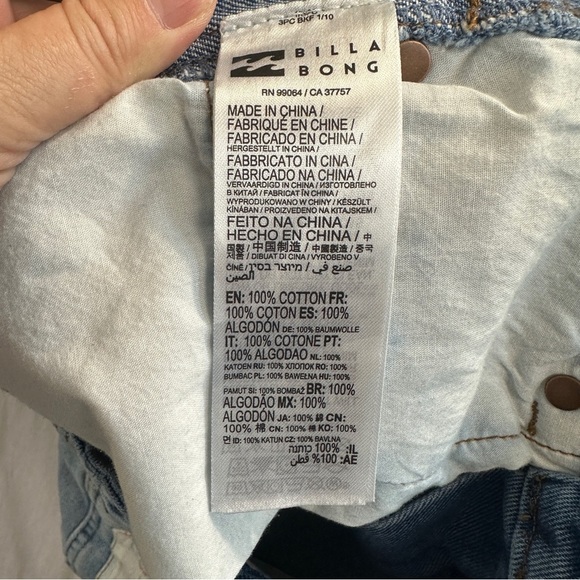 3PC BKF 1/10
BILLA
BONG
RN 99064 / CA 37757
MADE IN CHINA /
FABRIQUÉ EN CHINE /
FABRICADO EN CHINA /
HERGESTELLT IN CHINA /
FABBRICATO IN CINA /
FABRICADO NA CHINA /
VERVAARDIGD IN CHINA / ИЗГОТОВЛЕНО
В КИТАЙ / FABRICAT ÎN CHINA /
WYPRODUKOWANO W CHINY / KÉSZÜLT
KÍNÁBAN / PROIZVEDENO NA KITAJSKEM /
FEITO NA CHINA /
HECHO EN CHINA / 中
国製 / 中国制造 / 中國製造 / 중국
제품 / DIBUAT DI CINA / VYROBENO V
ČÍNĚ / מיוצר בסין / صنع في
الصين
EN: 100% COTTON FR:
100% COTON ES: 100%
ALGODÓN DE: 100% BAUMWOLLE
IT: 100% COTONE PT:
100% ALGODAO NL: 100%
KATOEN RU: 100% ХЛОПОК RO: 100%
BUMBAC PL: 100% BAWEŁNA HU: 100%
PAMUT SI: 100% BOMBAŽ BR: 100%
ALGODÃO MX: 100%
ALGODÓN JA: 100% 綿 CN:
100% 棉 CN: 100% 棉 KO: 100%
면 ID: 100% KATUN CZ: 100% BAVLNA
IL: 100% כותנה
AE: 100% قطن